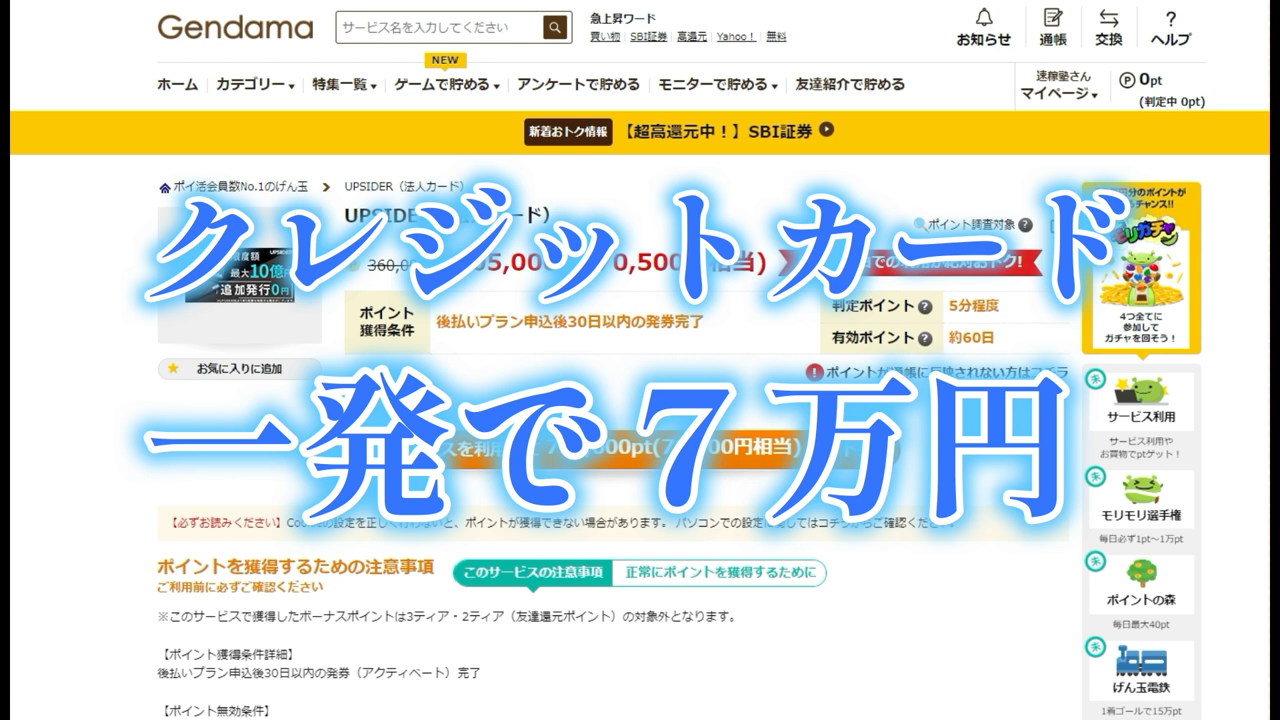 Gendama
サービス名を入力してください
急上昇ワード
買い物 SBI証券 高還元 Yahoo！ 無料
お知らせ 通帳 交換 ヘルプ
NEW
ホーム カテゴリー 特集一覧 ゲームで貯める アンケートで貯める モニターで貯める 友達紹介で貯める
速稼塾さん
マイページ
0pt
(判定中 0pt)
新着おトク情報 【超高還元中！】SBI証券
ポイ活会員数No.1のげん玉 UPSIDER（法人カード）
クレジットカード
ポイント調査対象
最大10億円
追加発行0円
ポイント獲得条件
後払いプラン申込後30日以内の発券完了
判定ポイント 5分程度
有効ポイント 約60日
お気に入りに追加
一発で７万円
【必ずお読みください】
ポイントを獲得するための注意事項
ご利用前に必ずご確認ください
このサービスの注意事項 正常にポイントを獲得するために
※このサービスで獲得したボーナスポイントは3ティア・2ティア（友達還元ポイント）の対象外となります。
【ポイント獲得条件詳細】
後払いプラン申込後30日以内の発券（アクティベート）完了
【ポイント無効条件】
4つ全てに
参加して
ガチャを回そう！
サービス利用
サービス利用や
お買物でptゲット！
モリモリ選手権
毎日必ず1pt～1万pt
ポイントの森
毎日最大40pt
げん玉電鉄
1着ゴールで15万pt